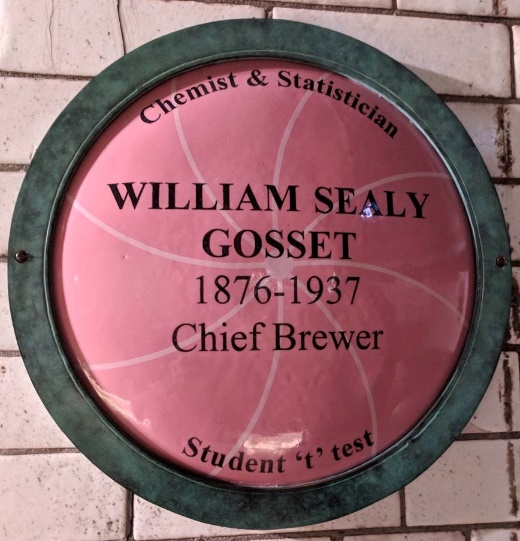 Chemist & Statistician
WILLIAM SEALY
GOSSET
1876-1937
Chief Brewer
Student ‘t’ test